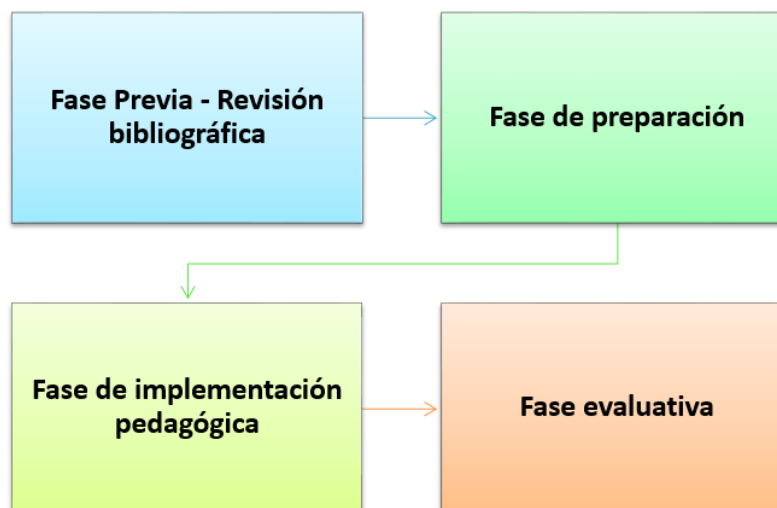 Fase Previa - Revisión
bibliográfica
Fase de preparación
Fase de implementación
pedagógica
Fase evaluativa